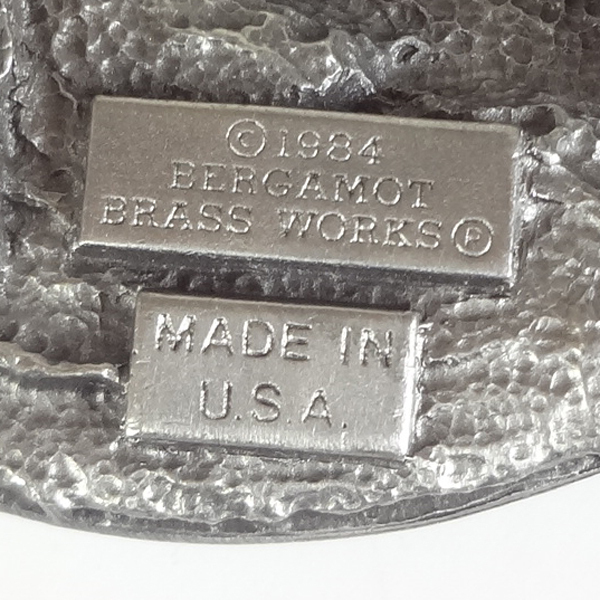 ©1984
BERGAMOT
BRASS WORKS Ⓟ
MADE IN
U.S.A.